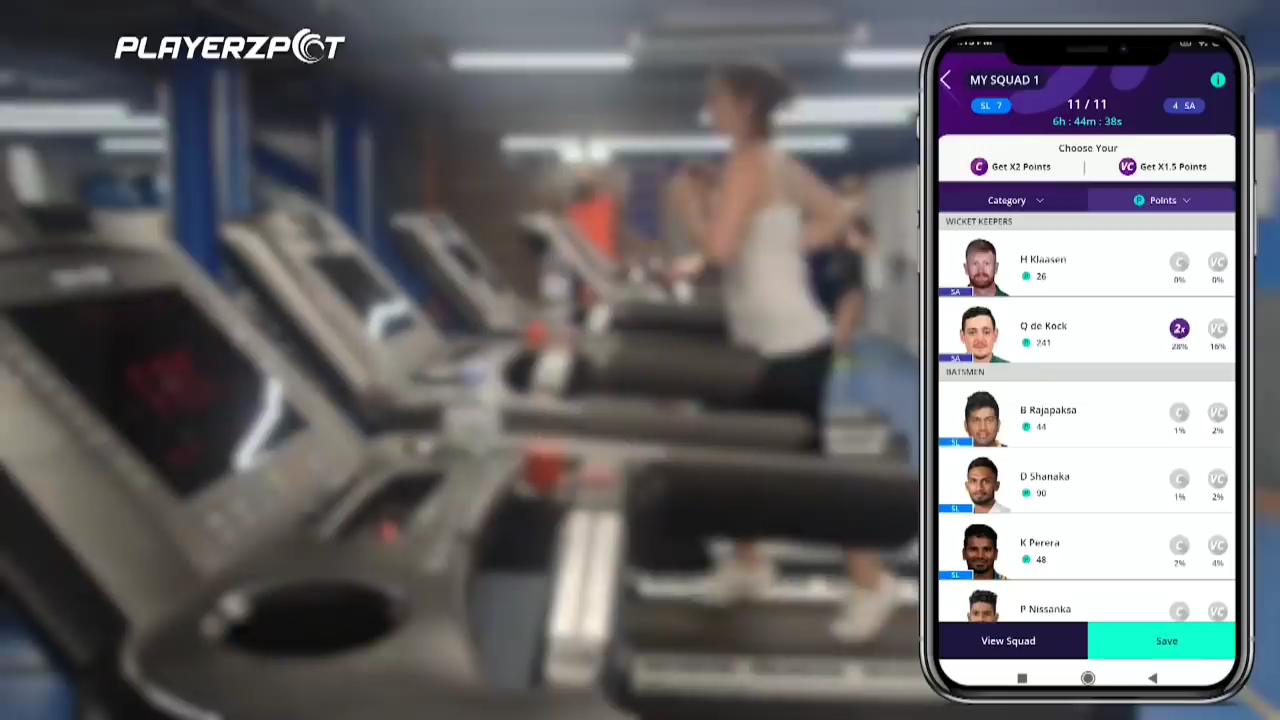 PLAYERZPOT
MY SQUAD 1
SL 7
11 / 11
4 SA
6h : 44m : 38s
Choose Your
C Get X2 Points
VC Get X1.5 Points
Category
P Points
WICKET KEEPERS
H Klaasen
26
SA
C
VC
0%
0%
Q de Kock
241
SA
2x
VC
28%
16%
BATSMEN
B Rajapaksa
44
SL
C
VC
1%
2%
D Shanaka
90
SL
C
VC
1%
2%
K Perera
48
SL
C
VC
2%
4%
P Nissanka
C
VC
View Squad
Save